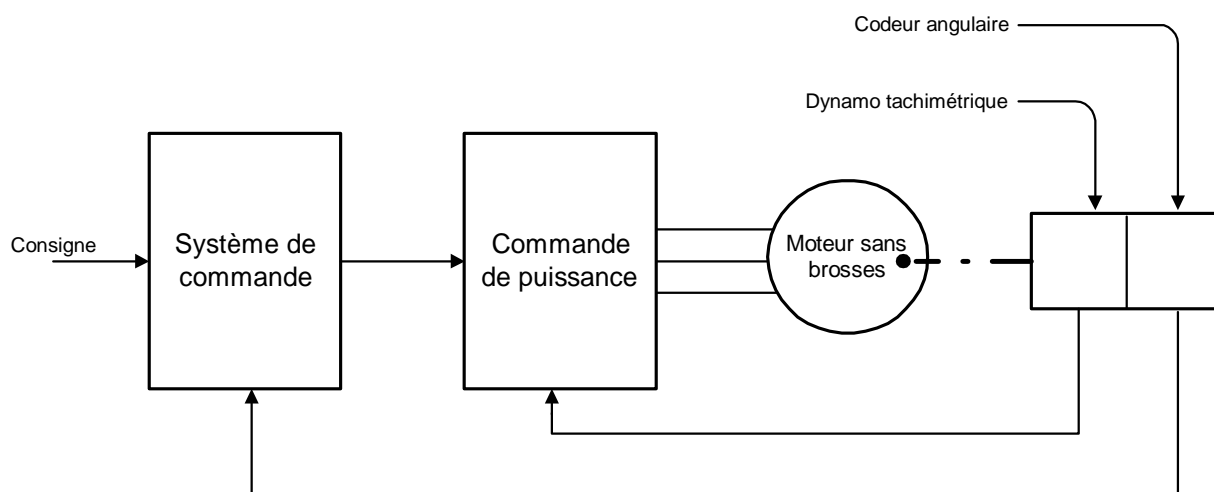 Codeur angulaire
Dynamo tachimétrique
Consigne
Système de
commande
Commande
de puissance
Moteur sans
brosses